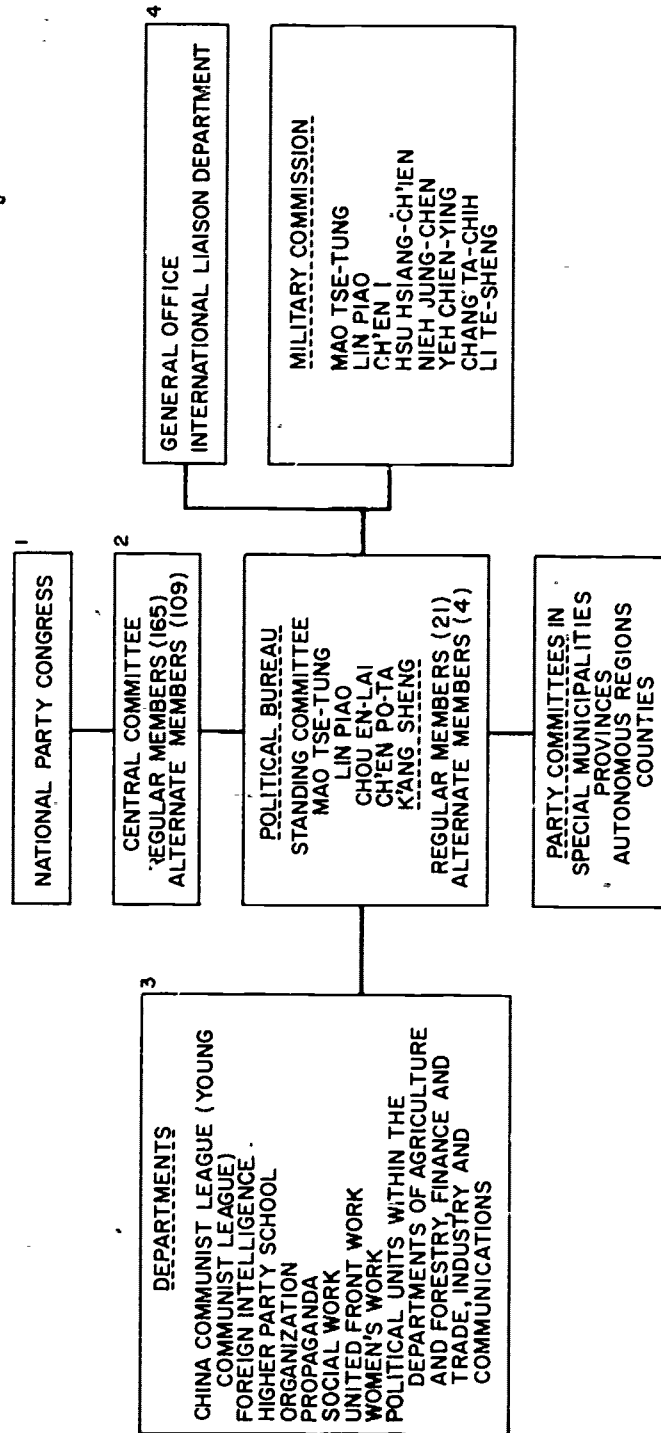 1
NATIONAL PARTY CONGRESS
2
CENTRAL COMMITTEE
REGULAR MEMBERS (165)
ALTERNATE MEMBERS (109)
3
DEPARTMENTS
CHINA COMMUNIST LEAGUE (YOUNG
COMMUNIST LEAGUE)
FOREIGN INTELLIGENCE.
HIGHER PARTY SCHOOL
ORGANIZATION
PROPAGANDA
SOCIAL WORK
UNITED FRONT WORK
WOMEN'S WORK
POLITICAL UNITS WITHIN THE
DEPARTMENTS OF AGRICULTURE
AND FORESTRY, FINANCE AND
TRADE, INDUSTRY AND
COMMUNICATIONS
POLITICAL BUREAU
STANDING COMMITTEE
MAO TSE-TUNG
LIN PIAO
CHOU EN-LAI
CH'EN PO-TA
K'ANG SHENG
REGULAR MEMBERS (21)
ALTERNATE MEMBERS (4)
4
GENERAL OFFICE
INTERNATIONAL LIAISON DEPARTMENT
MILITARY COMMISSION
MAO TSE-TUNG
LIN PIAO
CH'EN I
HSU HSIANG-CH'IEN
NIEH JUNG-CHEN
YEH CHIEN-YING
CHANG TA-CHIH
LI TE-SHENG
PARTY COMMITTEES IN
SPECIAL MUNICIPALITIES
PROVINCES
AUTONOMOUS REGIONS
COUNTIES